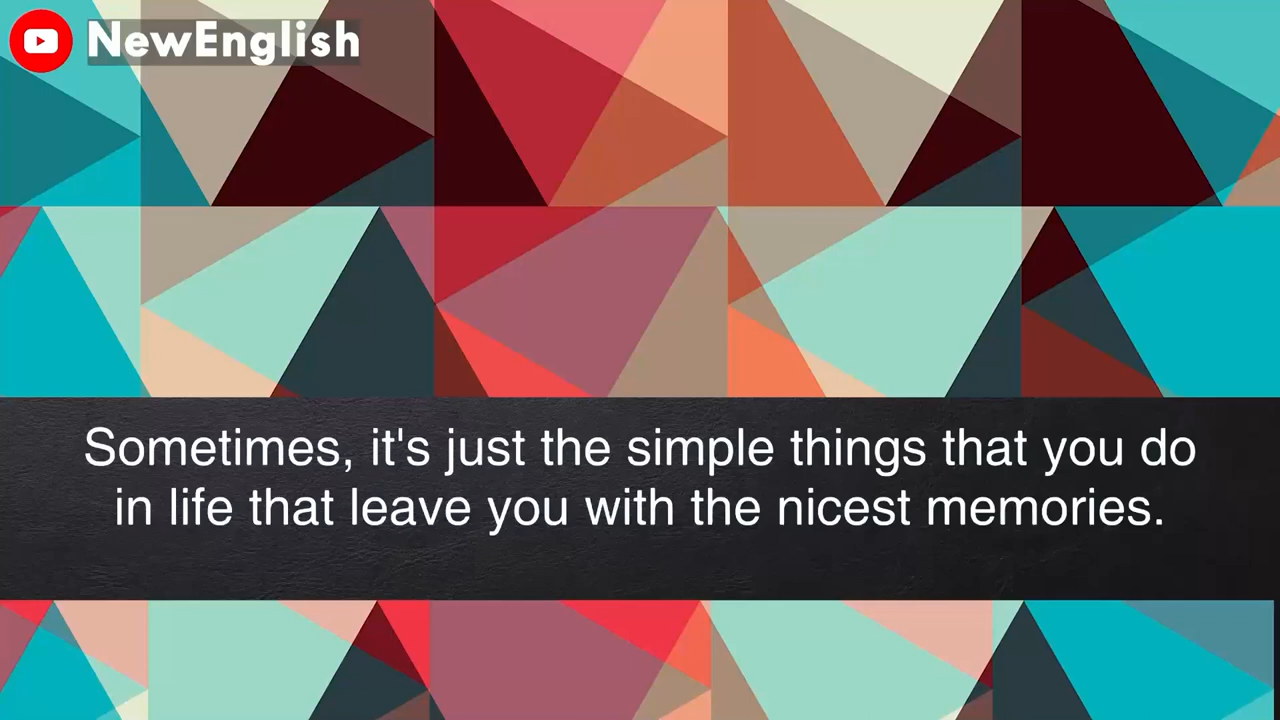 NewEnglish
Sometimes, it's just the simple things that you do
in life that leave you with the nicest memories.